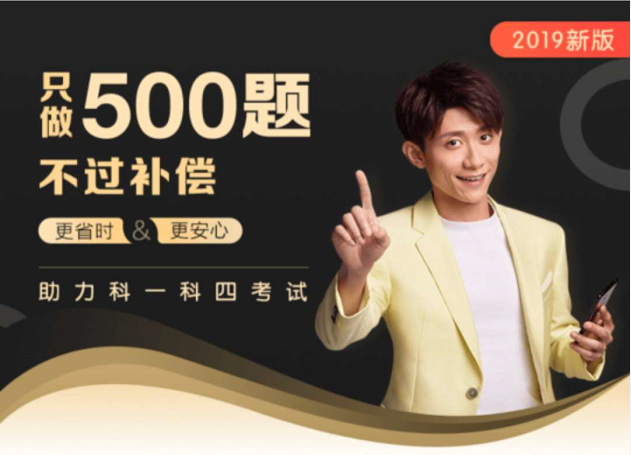 2019新版
只做500题
不过补偿
更省时 & 更安心
助力科一科四考试